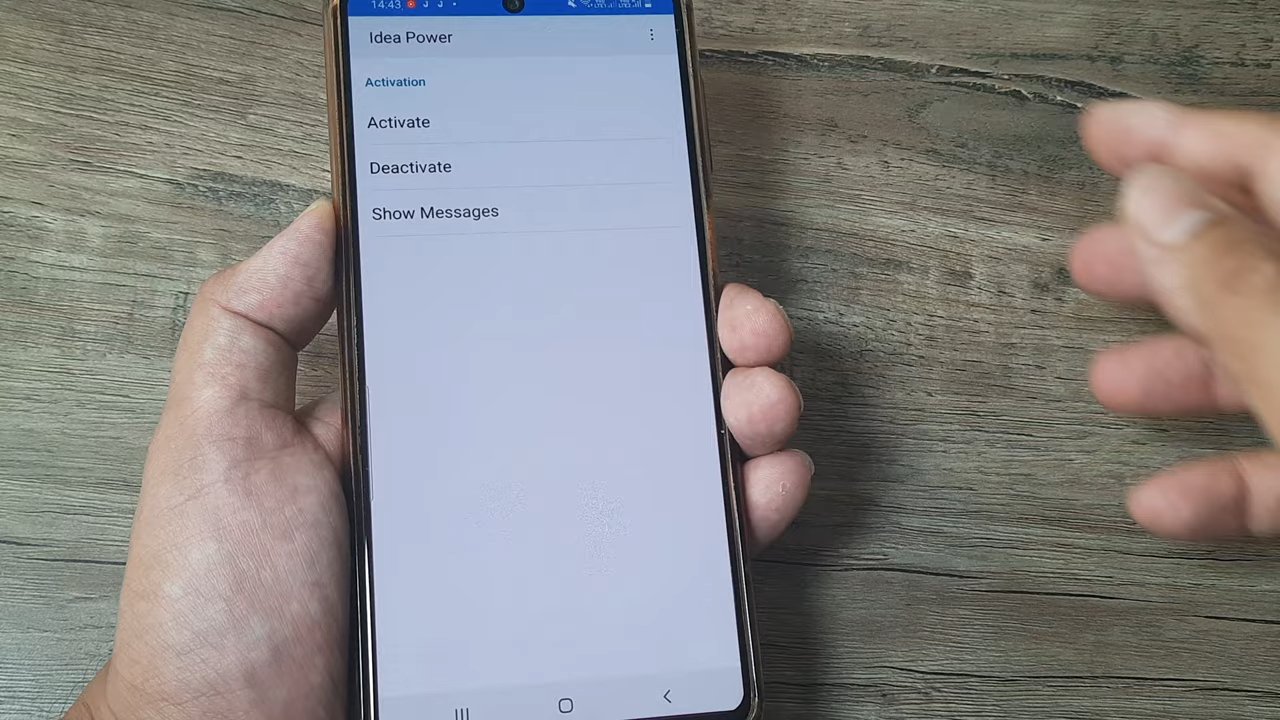 14:43
Idea Power
Activation
Activate
Deactivate
Show Messages